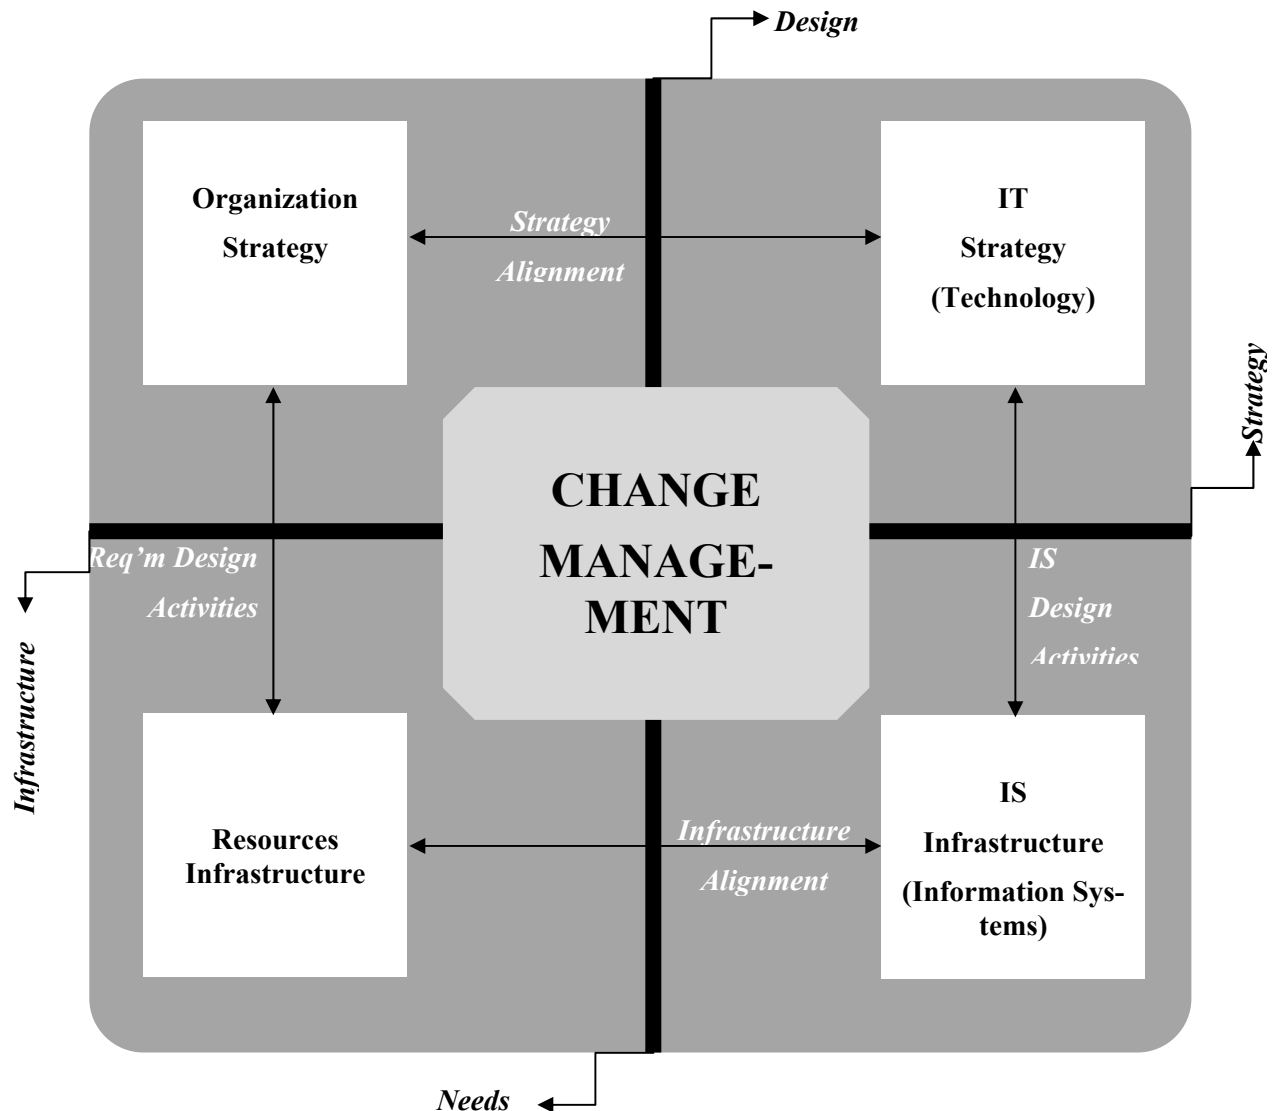 Design
Organization
Strategy
Strategy
Alignment
IT
Strategy
(Technology)
Strategy
CHANGE
MANAGE-
MENT
Req’m Design
Activities
IS
Design
Activities
Infrastructure
Resources
Infrastructure
Infrastructure
Alignment
IS
Infrastructure
(Information Sys-
tems)
Needs